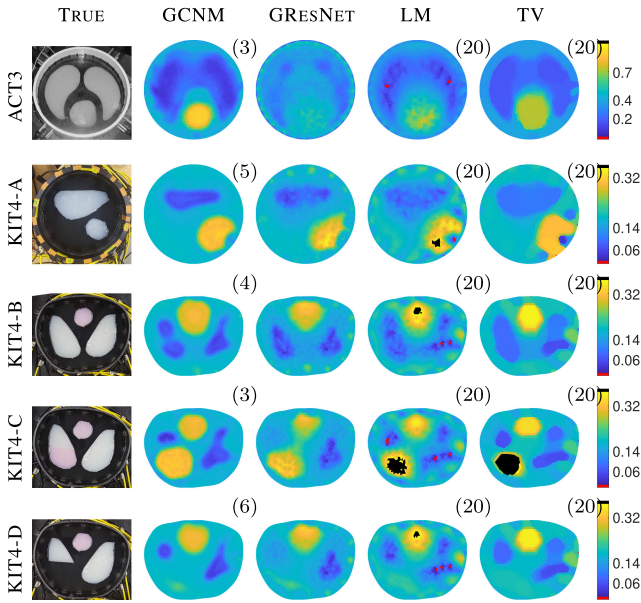 TRUE GCNM GRESNET LM TV
ACT3 (3) (20) (20)
0.7
0.4
0.2
KIT4-A (5) (20) (20)
0.32
0.14
0.06
KIT4-B (4) (20) (20)
0.32
0.14
0.06
KIT4-C (3) (20) (20)
0.32
0.14
0.06
KIT4-D (6) (20) (20)
0.32
0.14
0.06